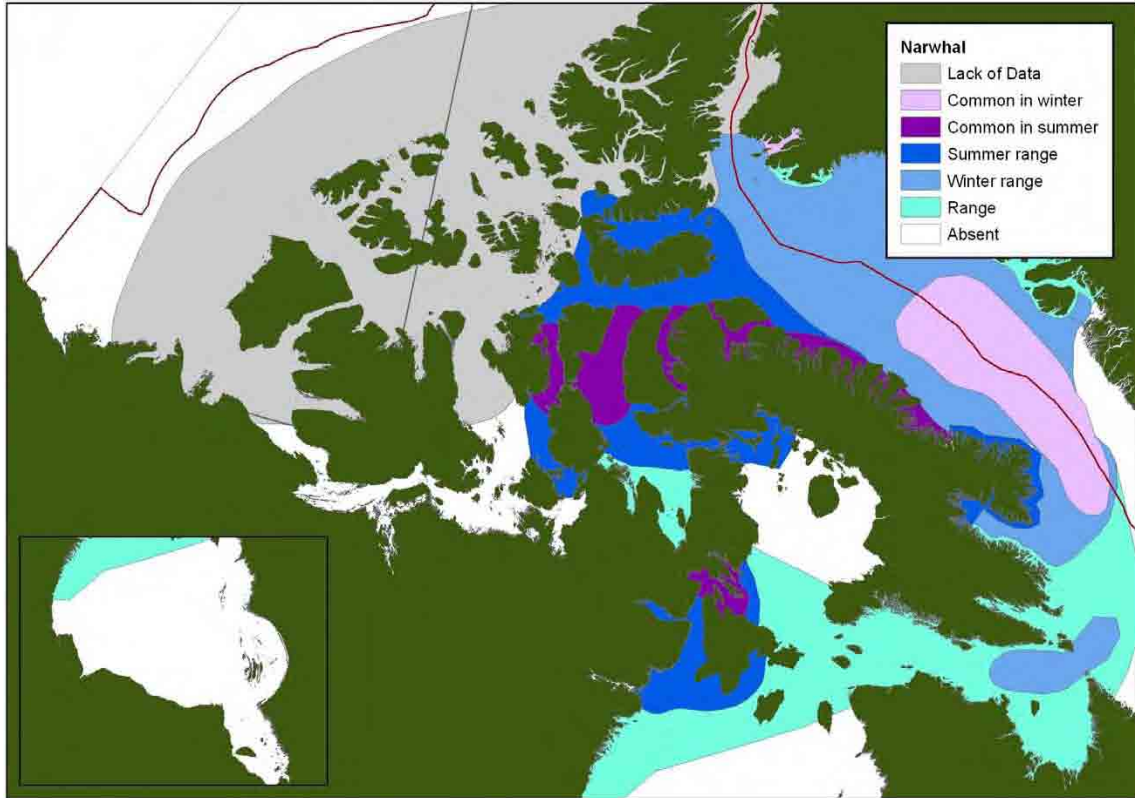 Narwhal
Lack of Data
Common in winter
Common in summer
Summer range
Winter range
Range
Absent